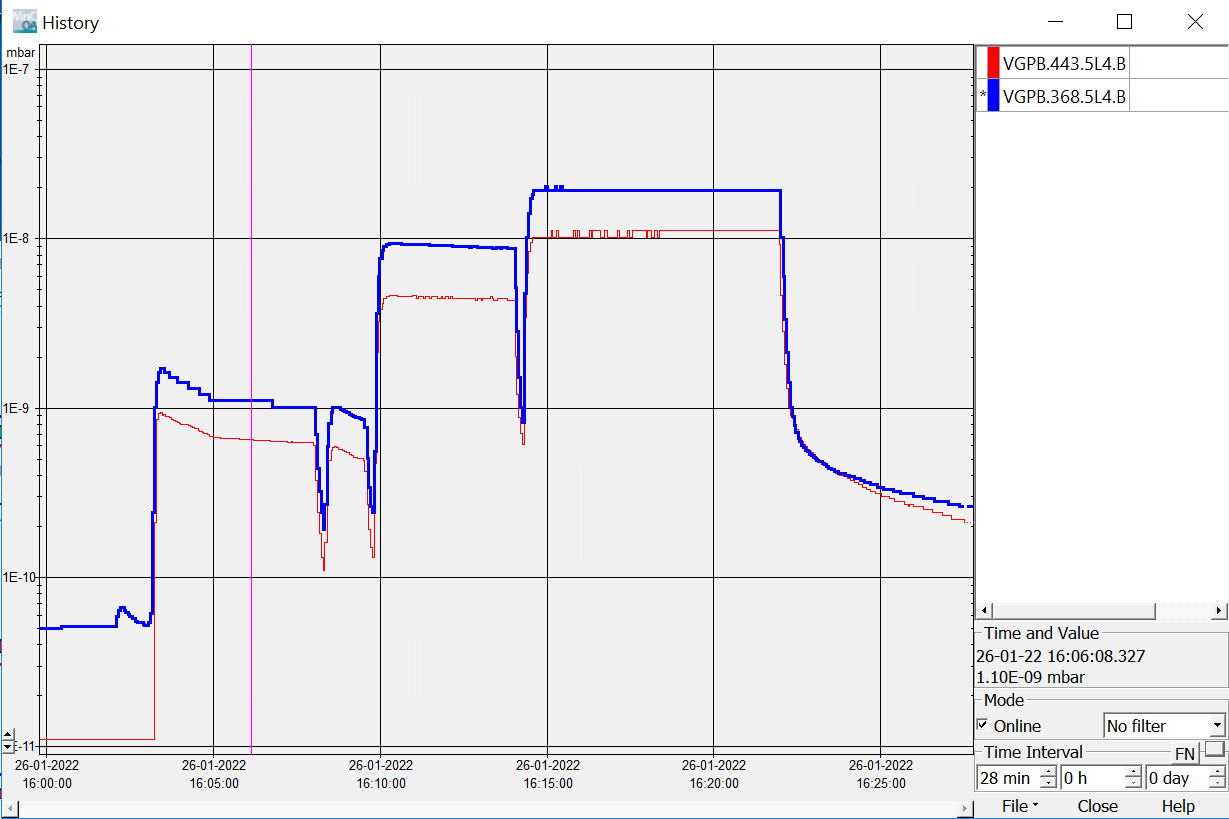 History
mbar
1E-7
1E-8
1E-9
1E-10
E-11
26-01-2022 26-01-2022 26-01-2022 26-01-2022 26-01-2022 26-01-2022
16:00:00 16:05:00 16:10:00 16:15:00 16:20:00 16:25:00
VGPB.443.5L4.B
* VGPB.368.5L4.B
Time and Value
26-01-22 16:06:08.327
1.10E-09 mbar
Mode
Online No filter
Time Interval FN
28 min 0 h 0 day
File Close Help